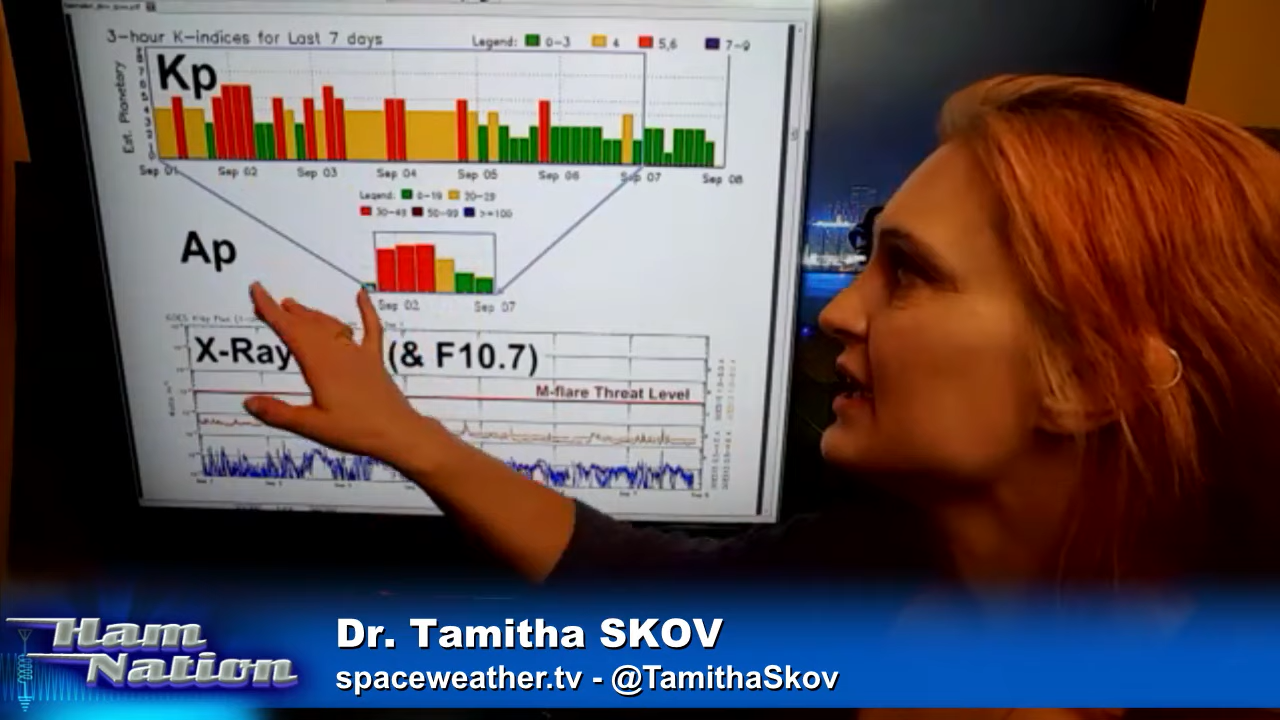 3-hour K-indices for Last 7 days
Legend: 0-3 4 5,6 7-9
Kp
Est. Planetary
Sep 01 Sep 02 Sep 03 Sep 04 Sep 05 Sep 06 Sep 07 Sep 08
Legend: 0-19 20-29
30-49 50-99 >=100
Ap
Sep 02 Sep 07
X-Ray (& F10.7)
M-flare Threat Level
Ham
Nation
Dr. Tamitha SKOV
spaceweather.tv - @TamithaSkov